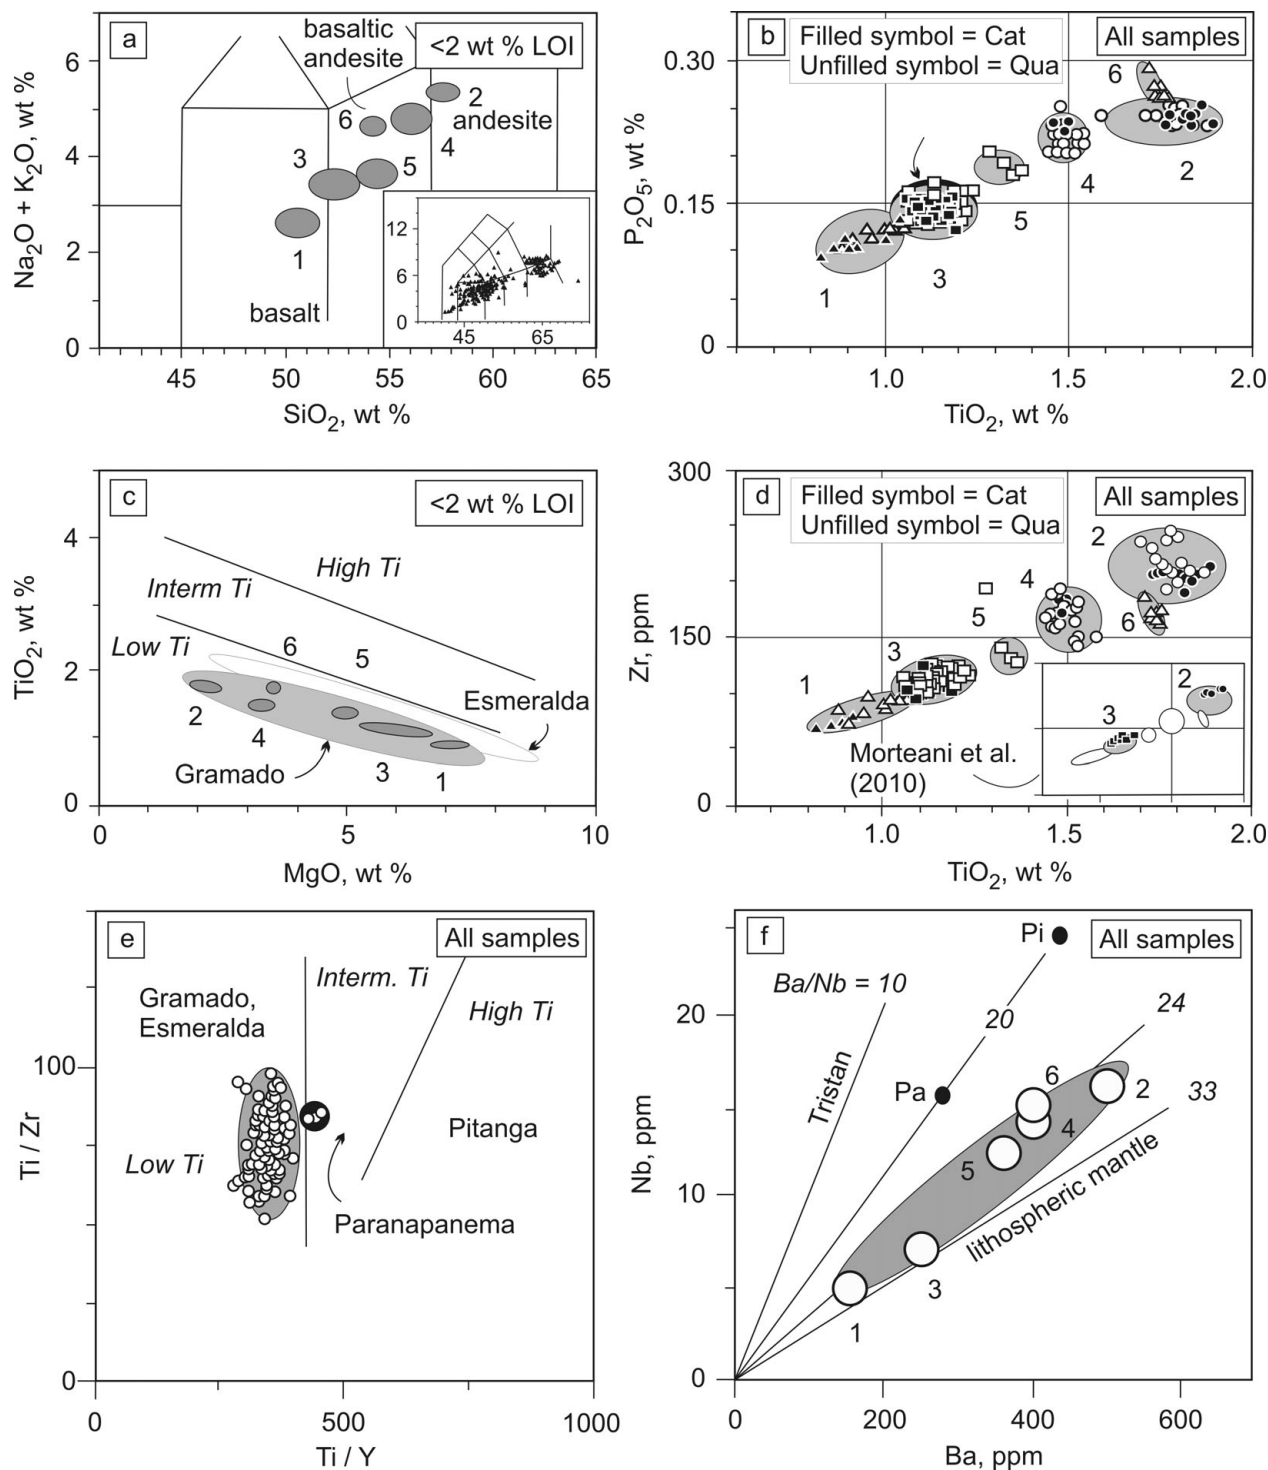 a
<2 wt % LOI
basaltic
andesite
Na2O + K2O, wt %
6
4
2
0
3
6
5
2
andesite
4
1
basalt
12
6
0
45
65
45
50
55
60
65
SiO2, wt %
b
Filled symbol = Cat
Unfilled symbol = Qua
All samples
P2O5, wt %
0.30
0.15
0
6
2
4
5
3
1
1.0
1.5
2.0
TiO2, wt %
c
<2 wt % LOI
TiO2, wt %
4
2
0
High Ti
Interm Ti
Low Ti
6
5
Esmeralda
2
4
Gramado
3
1
0
5
10
MgO, wt %
d
Filled symbol = Cat
Unfilled symbol = Qua
All samples
Zr, ppm
300
150
0
2
4
5
6
3
1
2
3
Morteani et al.
(2010)
1.0
1.5
2.0
TiO2, wt %
e
All samples
Gramado,
Esmeralda
Interm. Ti
High Ti
Ti / Zr
100
0
Low Ti
Pitanga
Paranapanema
0
500
1000
Ti / Y
f
All samples
Pi
Ba/Nb = 10
20
24
33
Nb, ppm
20
10
0
Tristan
Pa
6
2
4
5
3
1
lithospheric mantle
0
200
400
600
Ba, ppm